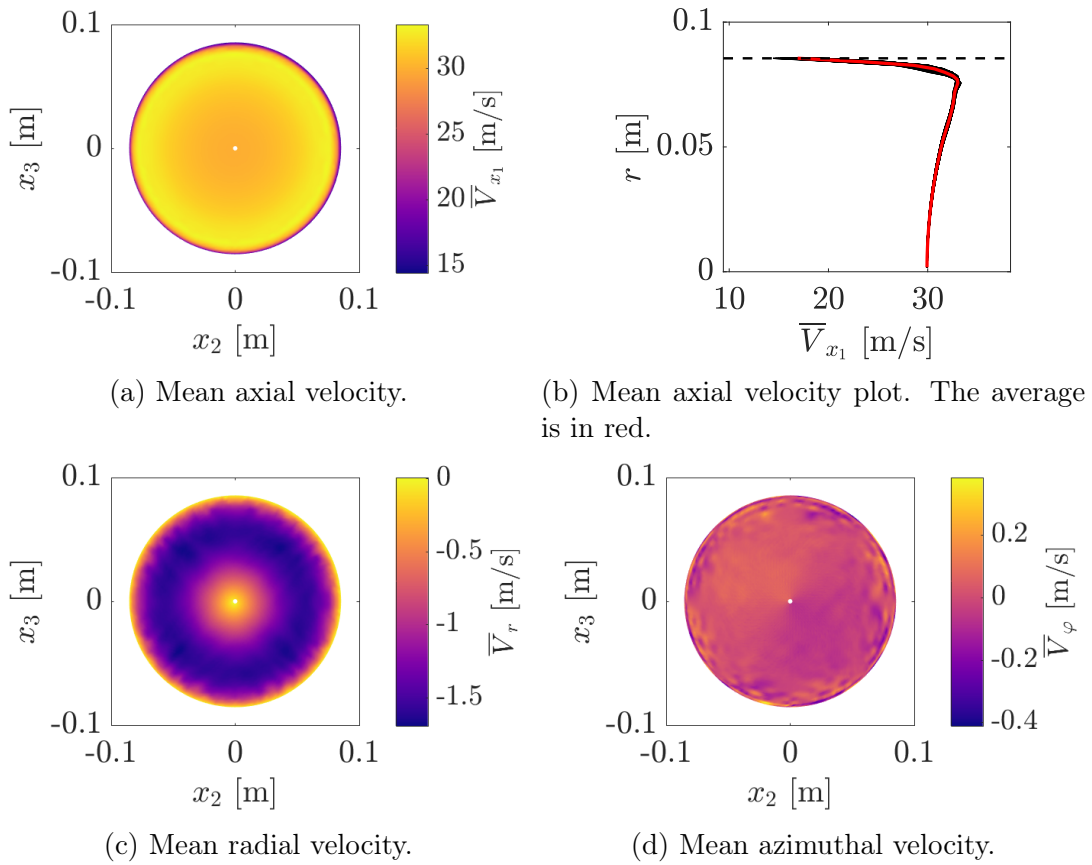 0.1
0
-0.1
x₃ [m]
-0.1 0 0.1
x₂ [m]
30
25
20
15
V̅ₓ₁ [m/s]
(a) Mean axial velocity.
0.1
0.05
0
r [m]
10 20 30
V̅ₓ₁ [m/s]
(b) Mean axial velocity plot. The average
is in red.
0.1
0
-0.1
x₃ [m]
-0.1 0 0.1
x₂ [m]
0
-0.5
-1
-1.5
V̅ᵣ [m/s]
(c) Mean radial velocity.
0.1
0
-0.1
x₃ [m]
-0.1 0 0.1
x₂ [m]
0.2
0
-0.2
-0.4
V̅ᵩ [m/s]
(d) Mean azimuthal velocity.